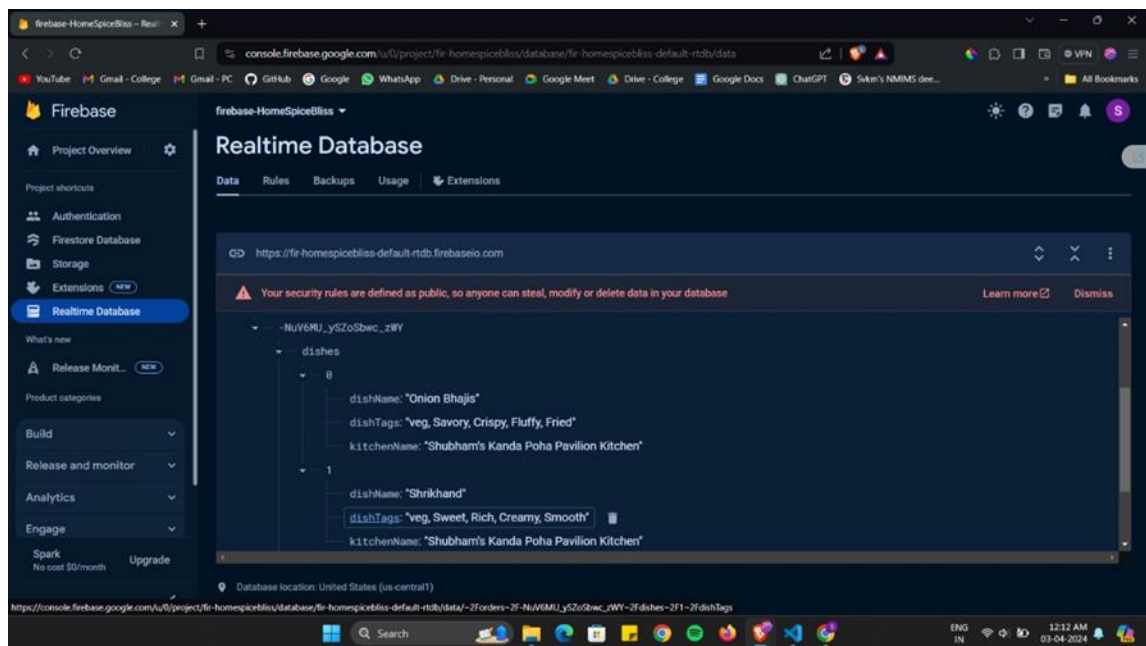 firebase-HomeSpiceBliss – Real
console.firebase.google.com/u/0/project/fir-homespicebliss/database/fir-homespicebliss-default-rtdb/data
VPN
YouTube Gmail - College Gmail - PC GitHub Google WhatsApp Drive - Personal Google Meet Drive - College Google Docs ChatGPT Svkm's NMIMS dee... » All Bookmarks
Firebase
firebase-HomeSpiceBliss
S
Project Overview
Realtime Database
Data Rules Backups Usage Extensions
Project shortcuts
Authentication
Firestore Database
Storage
Extensions NEW
Realtime Database
What's new
Release Monit... NEW
Product categories
Build
Release and monitor
Analytics
Engage
Spark
No cost $0/month
Upgrade
https://fir-homespicebliss-default-rtdb.firebaseio.com
Your security rules are defined as public, so anyone can steal, modify or delete data in your database
Learn more Dismiss
-NuV6MU_ySZoSbwc_zWY
dishes
0
dishName: "Onion Bhajis"
dishTags: "veg, Savory, Crispy, Fluffy, Fried"
kitchenName: "Shubham's Kanda Poha Pavilion Kitchen"
1
dishName: "Shrikhand"
dishTags: "veg, Sweet, Rich, Creamy, Smooth"
kitchenName: "Shubham's Kanda Poha Pavilion Kitchen"
Database location: United States (us-central1)
https://console.firebase.google.com/u/0/project/fir-homespicebliss/database/fir-homespicebliss-default-rtdb/data/~2Forders~2F-NuV6MU_ySZoSbwc_zWY~2Fdishes~2F1~2FdishTags
Search
ENG
IN
12:12 AM
03-04-2024